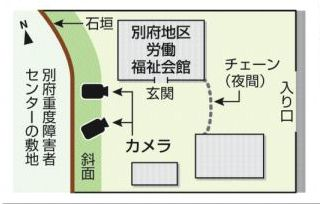 石垣
別府地区
労働
福祉会館
チェーン
(夜間)
玄関
入り口
カメラ
斜面
別府重度障害者
センターの敷地
N